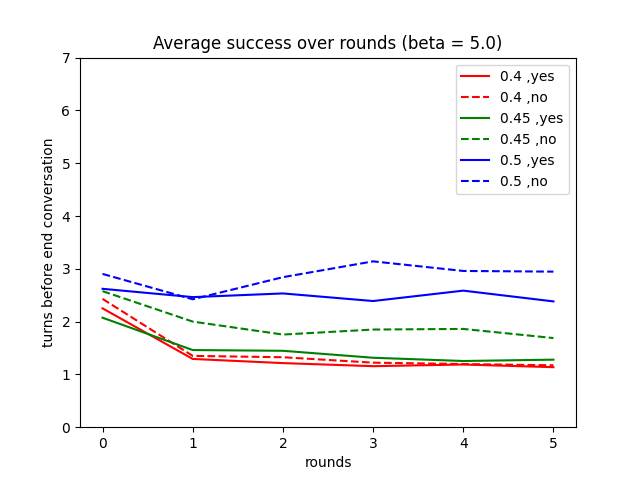 Average success over rounds (beta = 5.0)
7
6
5
4
3
2
1
0
turns before end conversation
0.4 ,yes
0.4 ,no
0.45 ,yes
0.45 ,no
0.5 ,yes
0.5 ,no
0 1 2 3 4 5
rounds